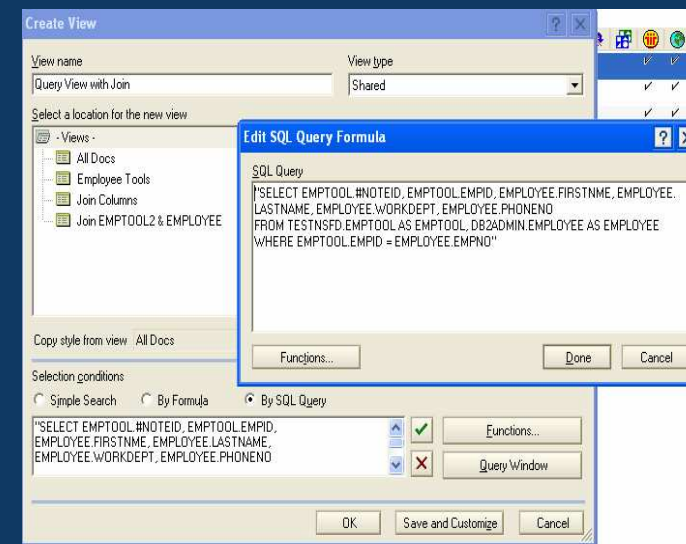 Create View
View name
View type
Query View with Join
Shared
Select a location for the new view
- Views -
All Docs
Employee Tools
Join Columns
Join EMPTOOL2 & EMPLOYEE
Copy style from view All Docs
Selection conditions
Simple Search
By Formula
By SQL Query
"SELECT EMPTOOL.#NOTEID, EMPTOOL.EMPID,
EMPLOYEE.FIRSTNME, EMPLOYEE.LASTNAME,
EMPLOYEE.WORKDEPT, EMPLOYEE.PHONENO
Functions...
Query Window
OK
Save and Customize
Cancel
Edit SQL Query Formula
SQL Query
"SELECT EMPTOOL.#NOTEID, EMPTOOL.EMPID, EMPLOYEE.FIRSTNME, EMPLOYEE.
LASTNAME, EMPLOYEE.WORKDEPT, EMPLOYEE.PHONENO
FROM TESTNSFD.EMPTOOL AS EMPTOOL, DB2ADMIN.EMPLOYEE AS EMPLOYEE
WHERE EMPTOOL.EMPID = EMPLOYEE.EMPNO"
Functions...
Done
Cancel